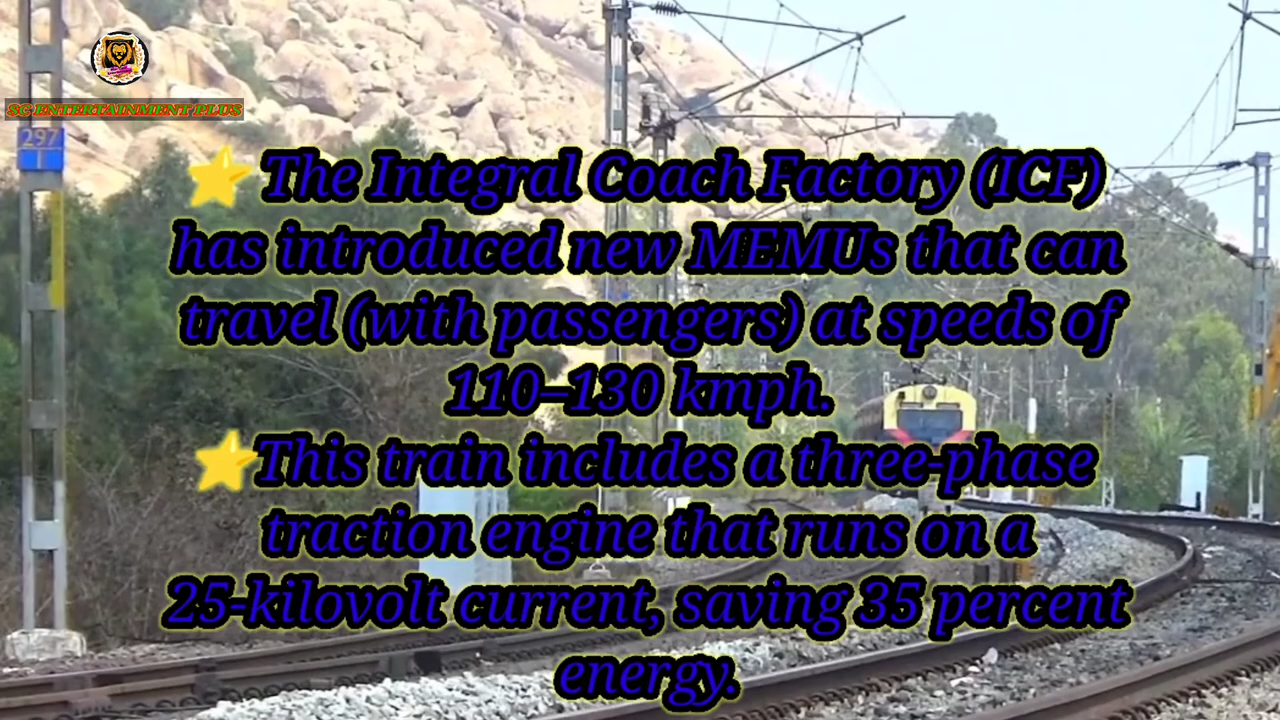 SG ENTERTAINMENT PLUS
297
1
⭐ The Integral Coach Factory (ICF)
has introduced new MEMUs that can
travel (with passengers) at speeds of
110–130 kmph.
⭐This train includes a three-phase
traction engine that runs on a
25-kilovolt current, saving 35 percent
energy.